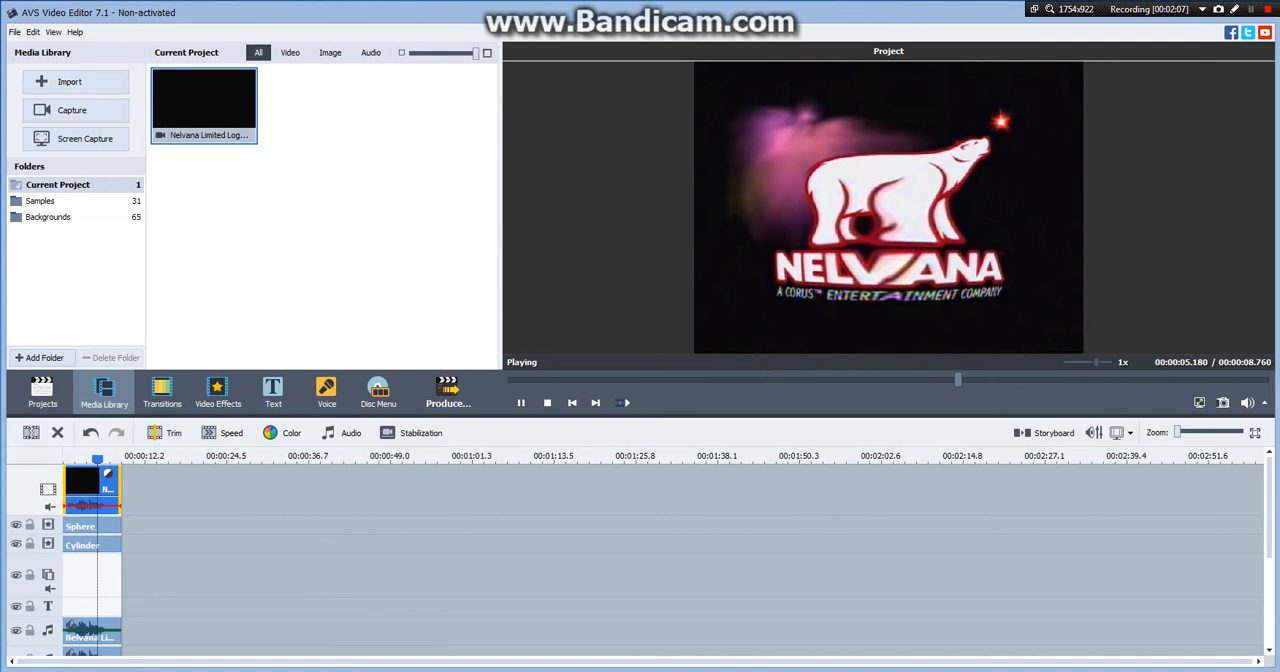 AVS Video Editor 7.1 - Non-activated
www.Bandicam.com
1754x922
Recording [00:02:07]
File Edit View Help
Media Library
Import
Capture
Screen Capture
Folders
Current Project 1
Samples 31
Backgrounds 65
+ Add Folder
− Delete Folder
Current Project
All
Video
Image
Audio
Nelvana Limited Log...
Project
NELVANA
A CORUS™ ENTERTAINMENT COMPANY
Playing
1x
00:00:05.180 / 00:00:08.760
Projects
Media Library
Transitions
Video Effects
Text
Voice
Disc Menu
Produce...
Trim
Speed
Color
Audio
Stabilization
Storyboard
Zoom:
00:00:12.2 00:00:24.5 00:00:36.7 00:00:49.0 00:01:01.3 00:01:13.5 00:01:25.8 00:01:38.1 00:01:50.3 00:02:02.6 00:02:14.8 00:02:27.1 00:02:39.4 00:02:51.6
N...
Sphere
Cylinder
T
Nelvana Li...